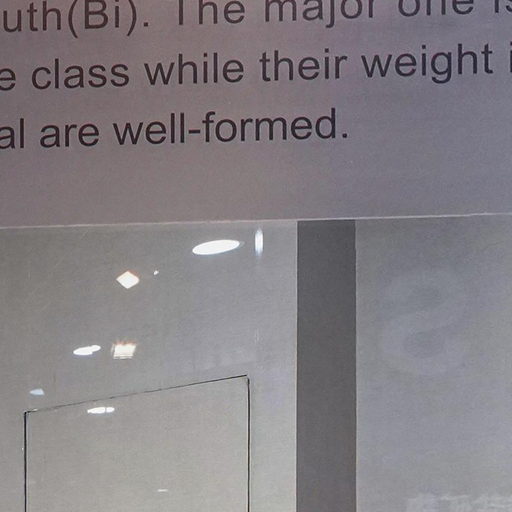 uth(Bi). The major one is
e class while their weight i
al are well-formed.
S